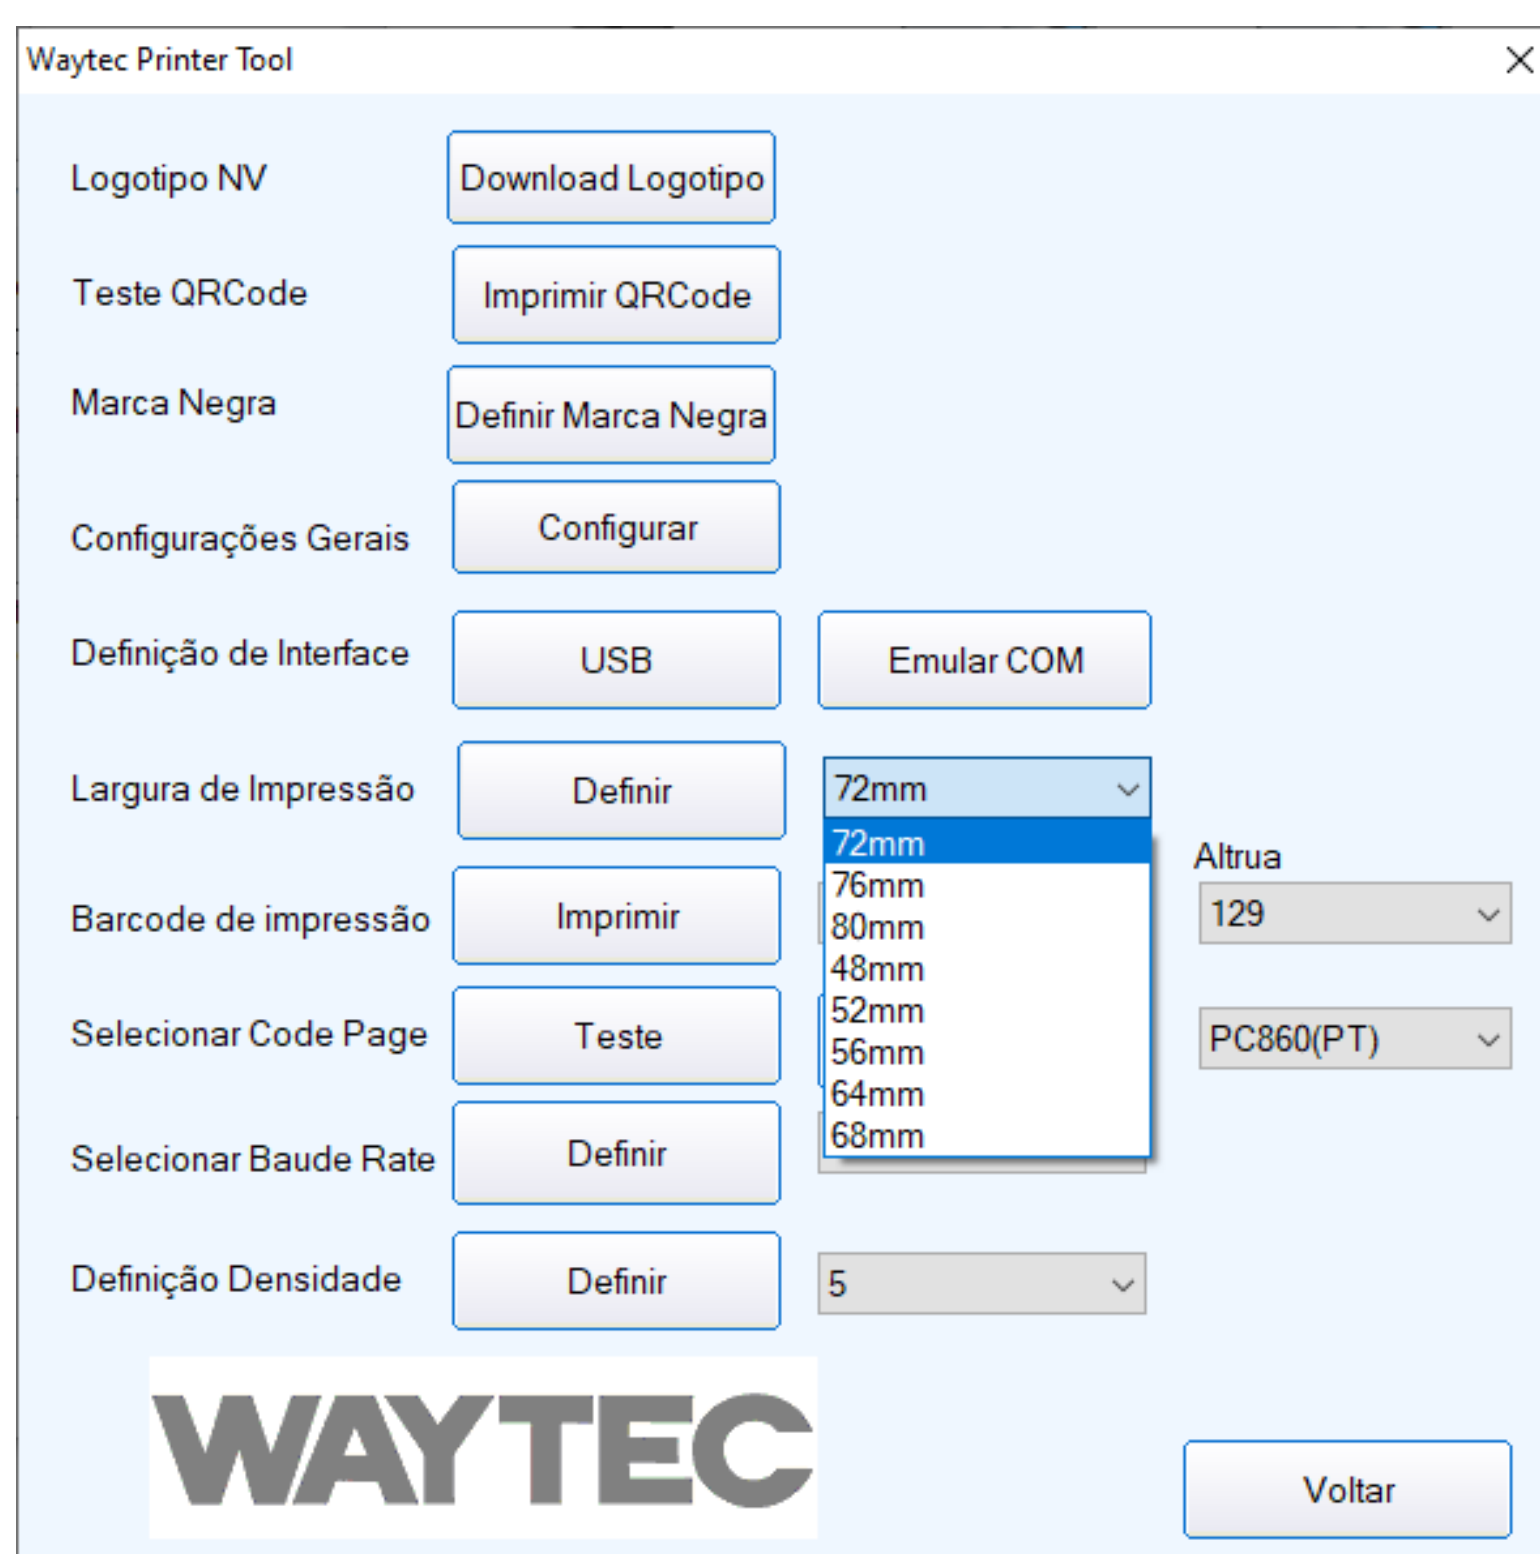 Waytec Printer Tool
Logotipo NV
Download Logotipo
Teste QRCode
Imprimir QRCode
Marca Negra
Definir Marca Negra
Configurações Gerais
Configurar
Definição de Interface
USB
Emular COM
Largura de Impressão
Definir
72mm
72mm
76mm
80mm
48mm
52mm
56mm
64mm
68mm
Altrua
Barcode de impressão
Imprimir
129
Selecionar Code Page
Teste
PC860(PT)
Selecionar Baude Rate
Definir
Definição Densidade
Definir
5
WAYTEC
Voltar